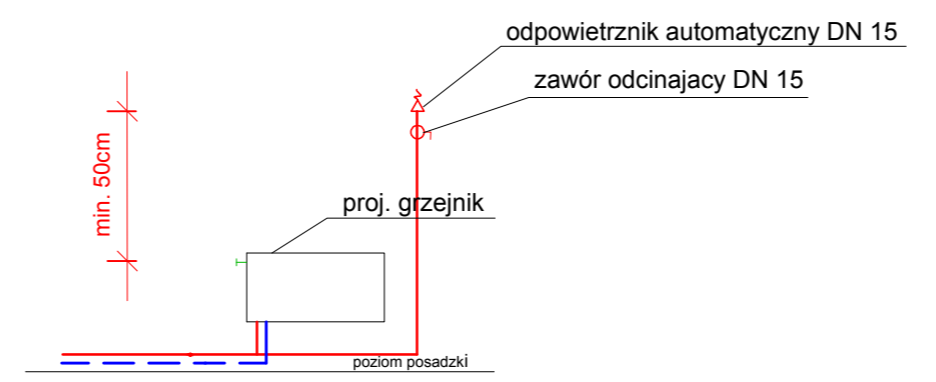 odpowietrznik automatyczny DN 15
zawór odcinajacy DN 15
min. 50cm
proj. grzejnik
poziom posadzki